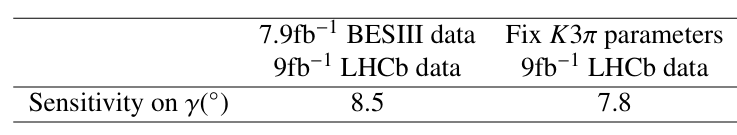 7.9fb⁻¹ BESIII data Fix K3π parameters
9fb⁻¹ LHCb data 9fb⁻¹ LHCb data
Sensitivity on γ(°) 8.5 7.8